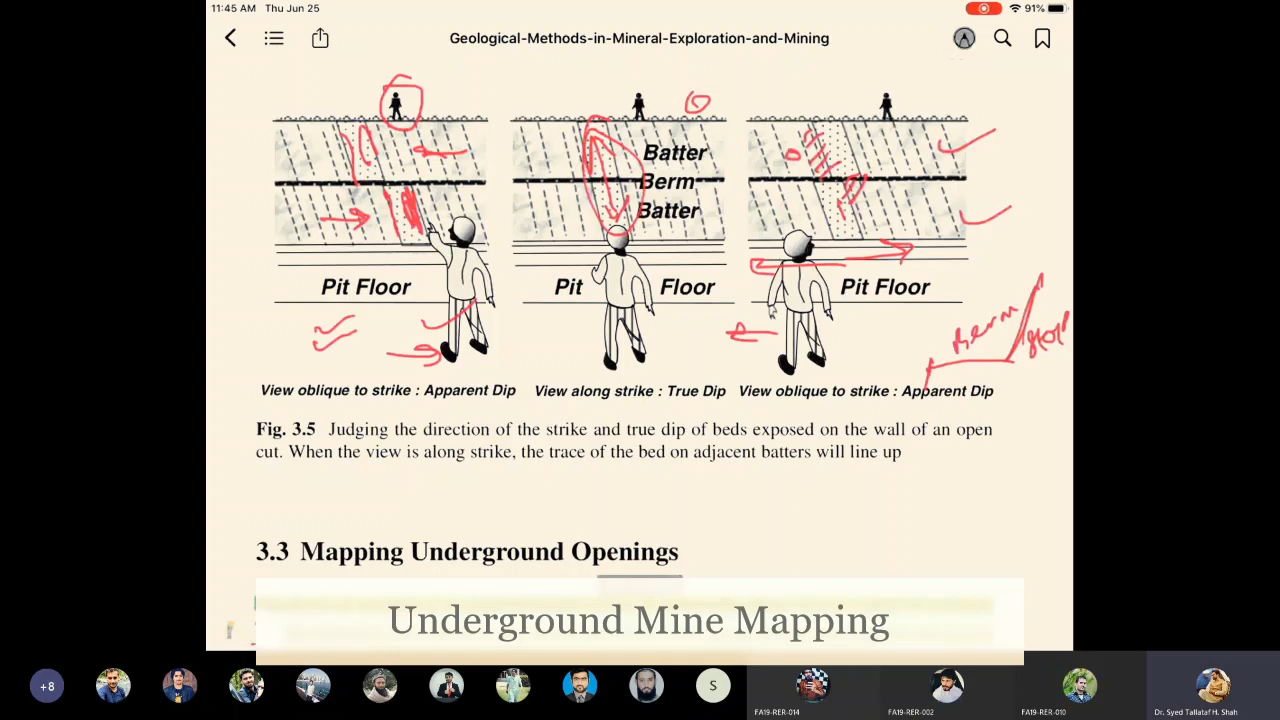 11:45 AM Thu Jun 25
91%
Geological-Methods-in-Mineral-Exploration-and-Mining
Batter
Berm
Batter
Pit Floor
Pit Floor
Pit Floor
Berm
View oblique to strike : Apparent Dip
View along strike : True Dip
View oblique to strike : Apparent Dip
Fig. 3.5 Judging the direction of the strike and true dip of beds exposed on the wall of an open
cut. When the view is along strike, the trace of the bed on adjacent batters will line up
3.3 Mapping Underground Openings
Underground Mine Mapping
+8
S
FA19-RER-014
FA19-RER-002
FA19-RER-010
Dr. Syed Tallataf H. Shah